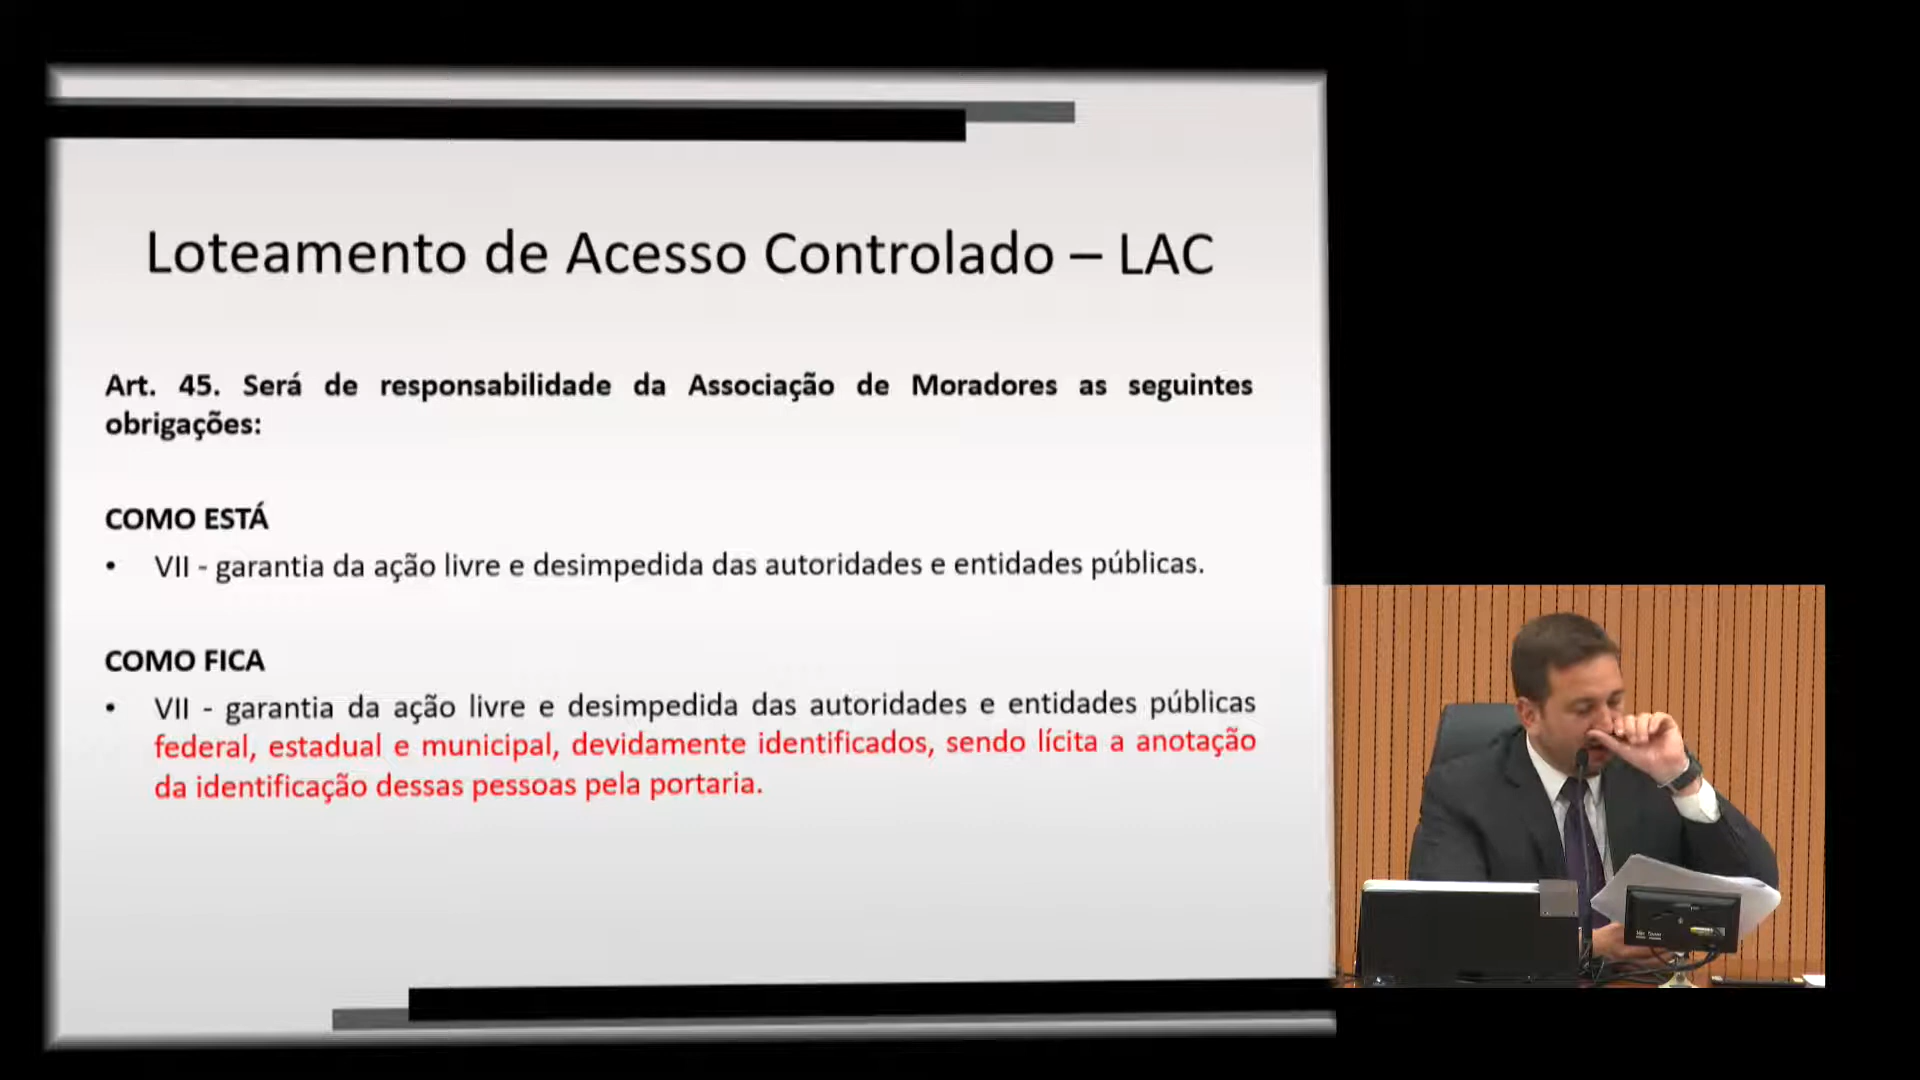 Loteamento de Acesso Controlado – LAC
Art. 45. Será de responsabilidade da Associação de Moradores as seguintes
obrigações:
COMO ESTÁ
• VII - garantia da ação livre e desimpedida das autoridades e entidades públicas.
COMO FICA
• VII - garantia da ação livre e desimpedida das autoridades e entidades públicas
federal, estadual e municipal, devidamente identificados, sendo lícita a anotação
da identificação dessas pessoas pela portaria.